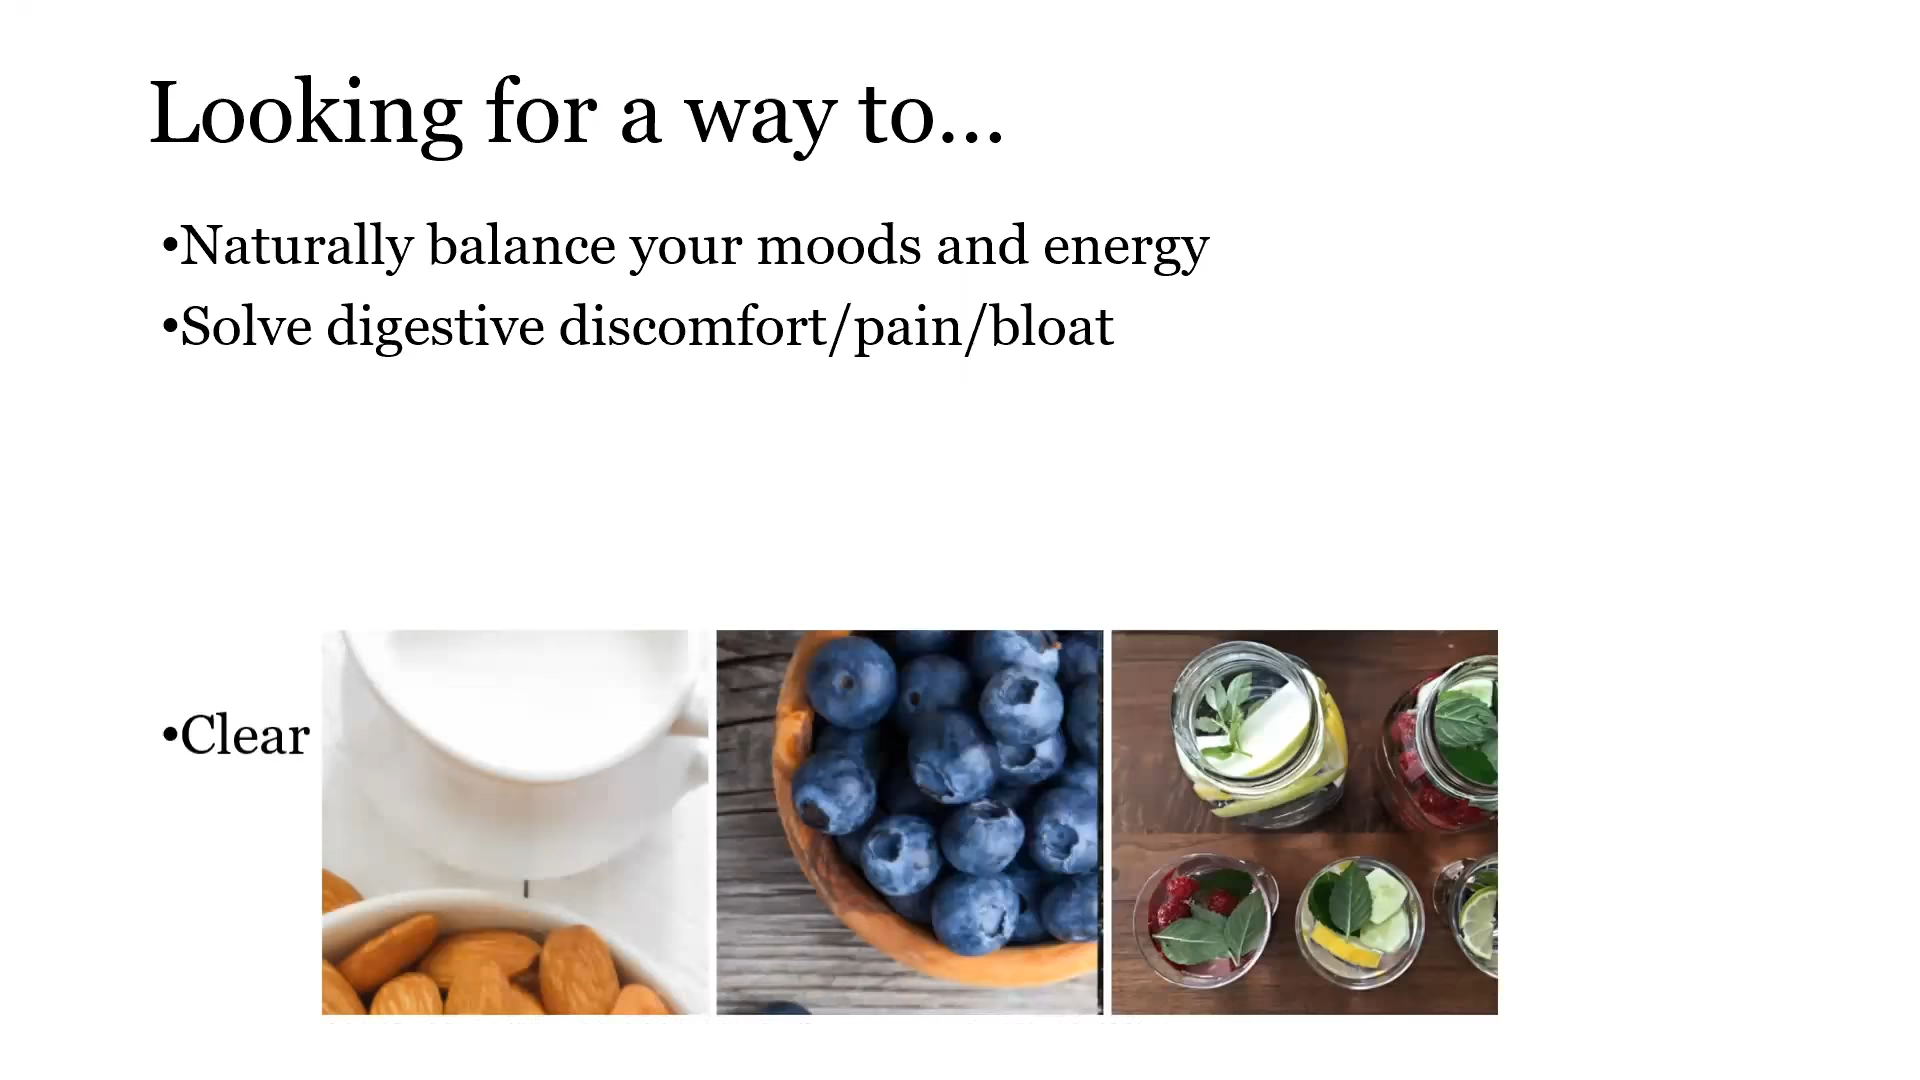 Looking for a way to...
•Naturally balance your moods and energy
•Solve digestive discomfort/pain/bloat
•Clear